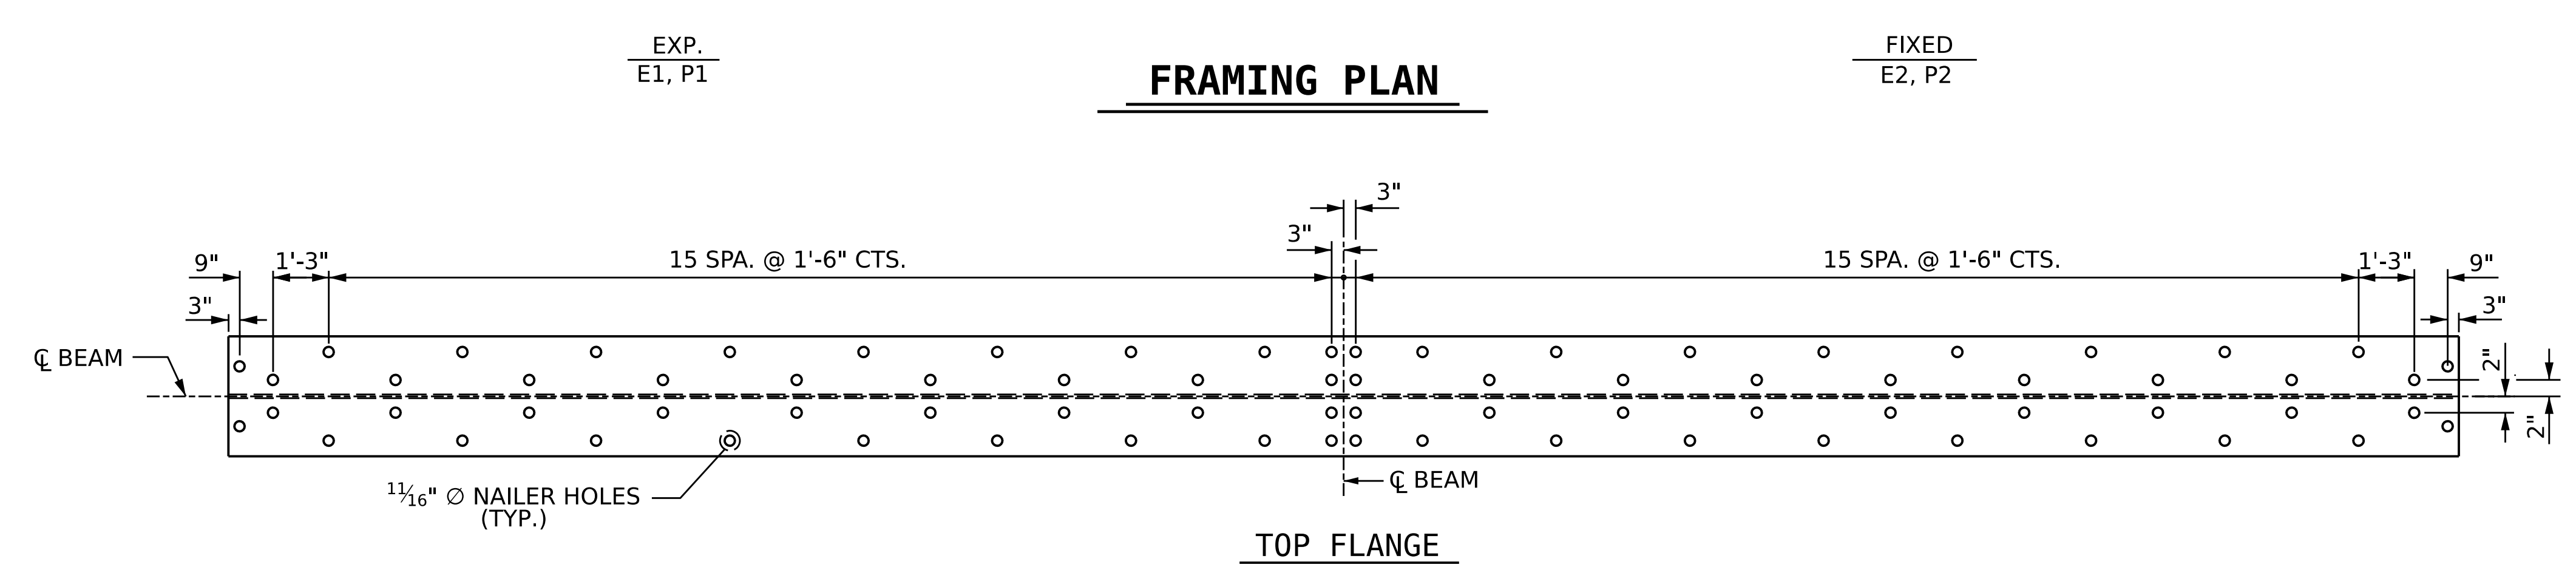 EXP.
E1, P1
FIXED
E2, P2
FRAMING PLAN
3"
3"
9"
1'-3"
15 SPA. @ 1'-6" CTS.
15 SPA. @ 1'-6" CTS.
1'-3"
9"
3"
3"
℄ BEAM
2"
2"
℄ BEAM
11⁄16" ∅ NAILER HOLES
(TYP.)
TOP FLANGE